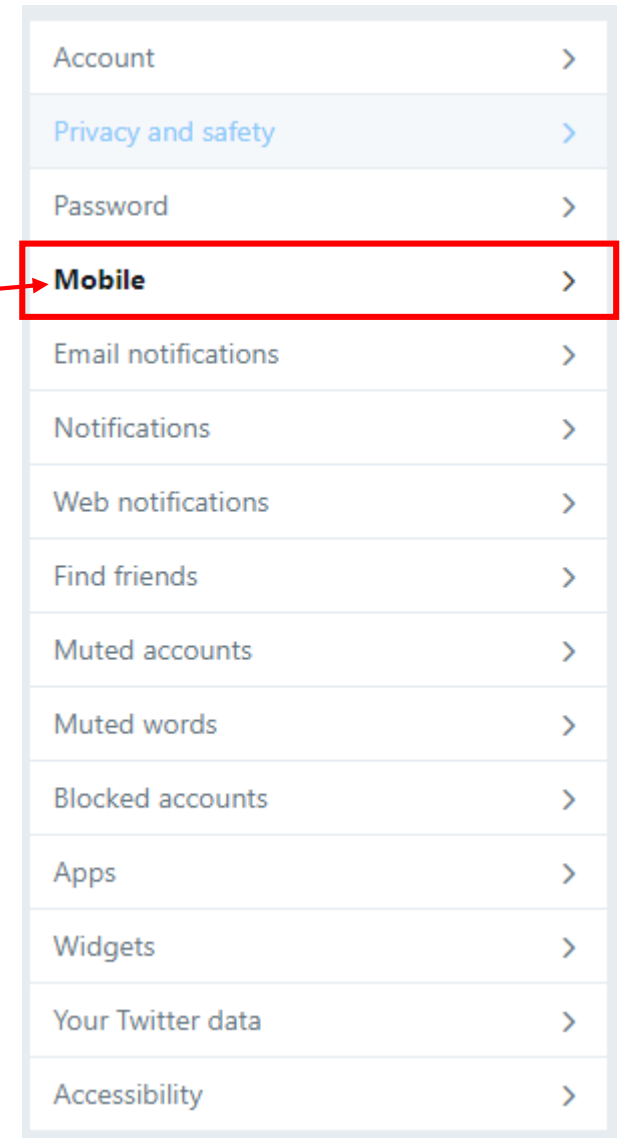 Account
Privacy and safety
Password
Mobile
Email notifications
Notifications
Web notifications
Find friends
Muted accounts
Muted words
Blocked accounts
Apps
Widgets
Your Twitter data
Accessibility